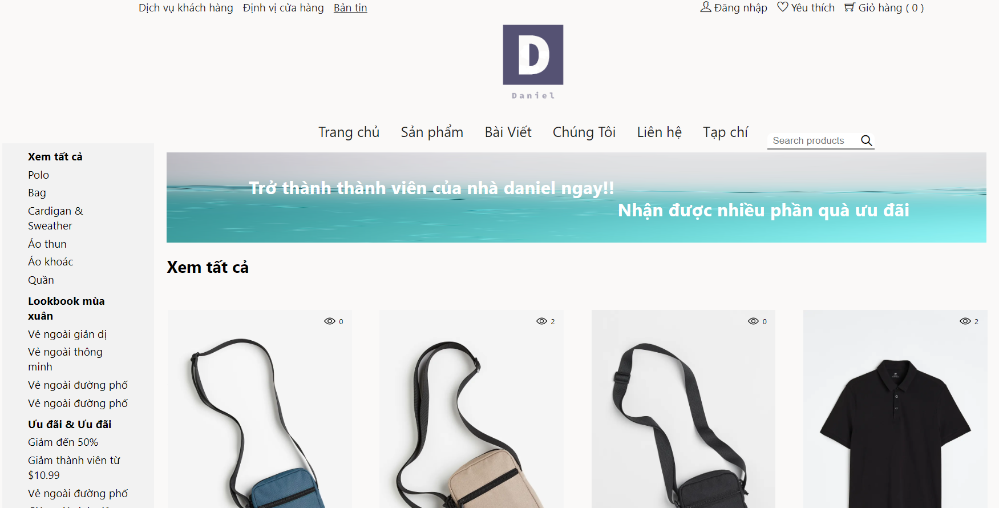 Dịch vụ khách hàng Định vị cửa hàng Bản tin
Đăng nhập Yêu thích Giỏ hàng ( 0 )
D
Daniel
Trang chủ Sản phẩm Bài Viết Chúng Tôi Liên hệ Tạp chí
Search products
Xem tất cả
Polo
Bag
Cardigan &
Sweather
Áo thun
Áo khoác
Quần
Lookbook mùa
xuân
Vẻ ngoài giản dị
Vẻ ngoài thông
minh
Vẻ ngoài đường phố
Vẻ ngoài đường phố
Ưu đãi & Ưu đãi
Giảm đến 50%
Giảm thành viên từ
$10.99
Vẻ ngoài đường phố
Trở thành thành viên của nhà daniel ngay!!
Nhận được nhiều phần quà ưu đãi
Xem tất cả
0
2
0
2